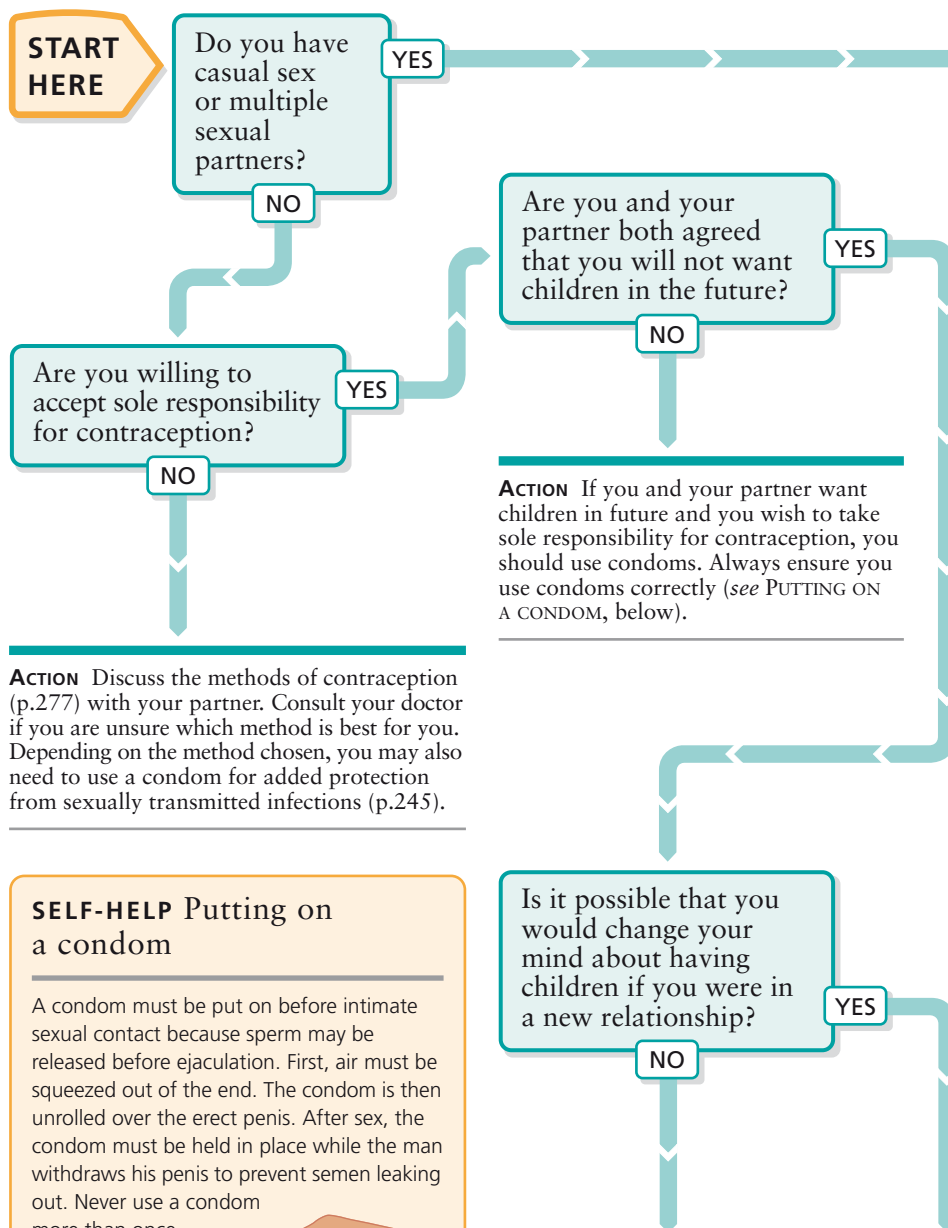 START
HERE
Do you have
casual sex
or multiple
sexual
partners?
YES
NO
Are you willing to
accept sole responsibility
for contraception?
YES
NO
ACTION Discuss the methods of contraception
(p.277) with your partner. Consult your doctor
if you are unsure which method is best for you.
Depending on the method chosen, you may also
need to use a condom for added protection
from sexually transmitted infections (p.245).
Are you and your
partner both agreed
that you will not want
children in the future?
YES
NO
ACTION If you and your partner want
children in future and you wish to take
sole responsibility for contraception, you
should use condoms. Always ensure you
use condoms correctly (see PUTTING ON
A CONDOM, below).
Is it possible that you
would change your
mind about having
children if you were in
a new relationship?
YES
NO
SELF-HELP Putting on
a condom
A condom must be put on before intimate
sexual contact because sperm may be
released before ejaculation. First, air must be
squeezed out of the end. The condom is then
unrolled over the erect penis. After sex, the
condom must be held in place while the man
withdraws his penis to prevent semen leaking
out. Never use a condom
more than once